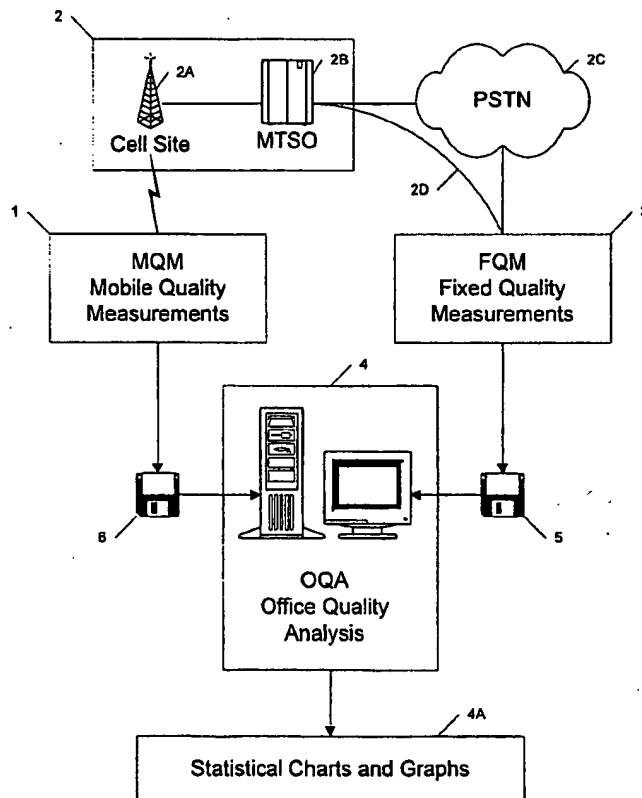 2
2A
2B
2C
PSTN
Cell Site
MTSO
2D
1
3
MQM
Mobile Quality
Measurements
FQM
Fixed Quality
Measurements
4
6
5
OQA
Office Quality
Analysis
4A
Statistical Charts and Graphs